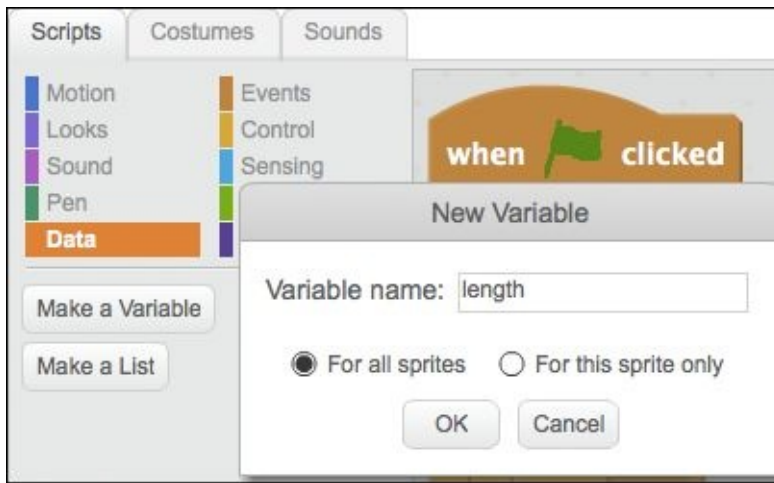 Scripts Costumes Sounds
Motion Events
Looks Control
Sound Sensing
Pen
Data
when clicked
New Variable
Variable name: length
For all sprites For this sprite only
OK Cancel
Make a Variable
Make a List